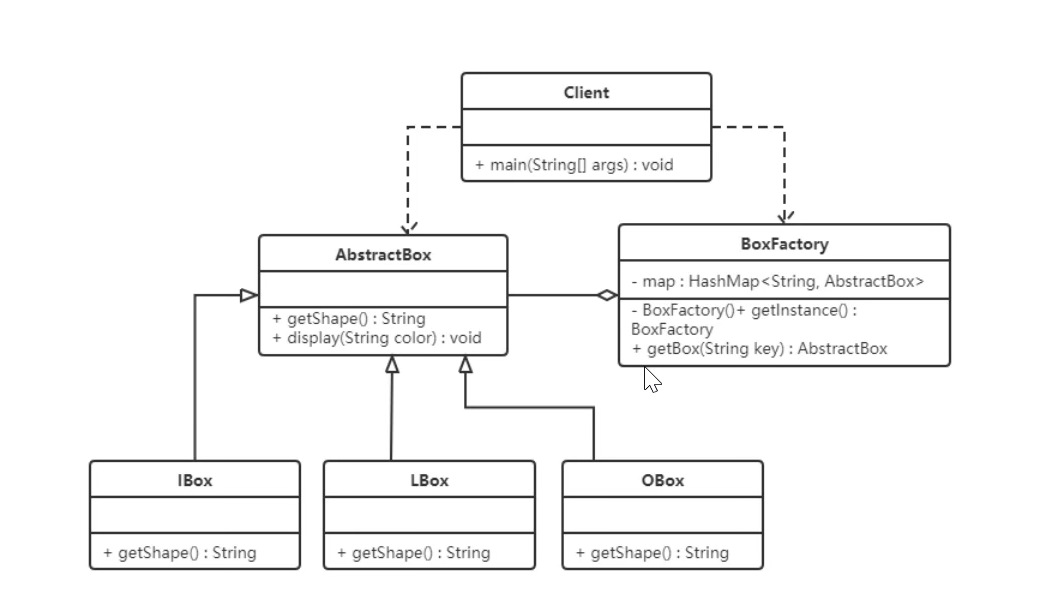 Client
+ main(String[] args) : void
AbstractBox
+ getShape() : String
+ display(String color) : void
BoxFactory
- map : HashMap<String, AbstractBox>
- BoxFactory()+ getInstance() :
BoxFactory
+ getBox(String key) : AbstractBox
IBox
+ getShape() : String
LBox
+ getShape() : String
OBox
+ getShape() : String